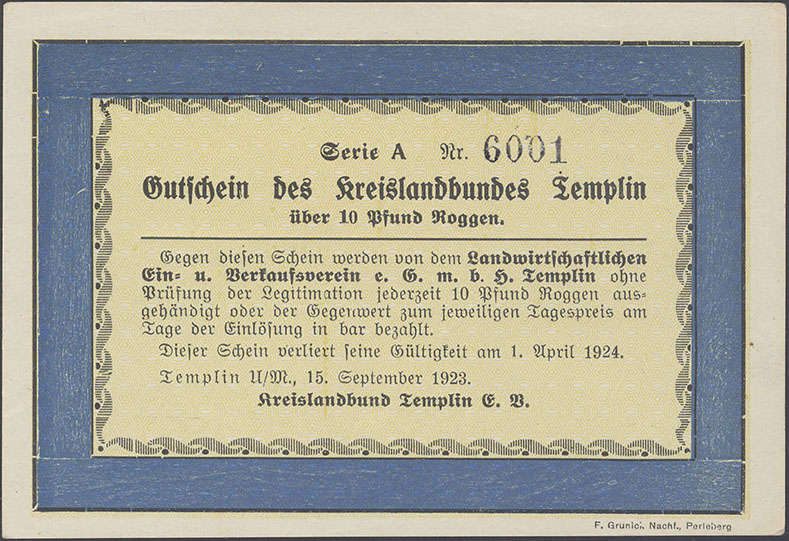 Serie A Nr. 6001
Gutschein des Kreislandbundes Templin
über 10 Pfund Roggen.
Gegen diesen Schein werden von dem Landwirtschaftlichen
Ein- u. Verkaufsverein e. G. m. b. H. Templin ohne
Prüfung der Legitimation jederzeit 10 Pfund Roggen aus-
gehändigt oder der Gegenwert zum jeweiligen Tagespreis am
Tage der Einlösung in bar bezahlt.
Dieser Schein verliert seine Gültigkeit am 1. April 1924.
Templin U/M., 15. September 1923.
Kreislandbund Templin E. V.
F. Grunick Nachf., Perleberg